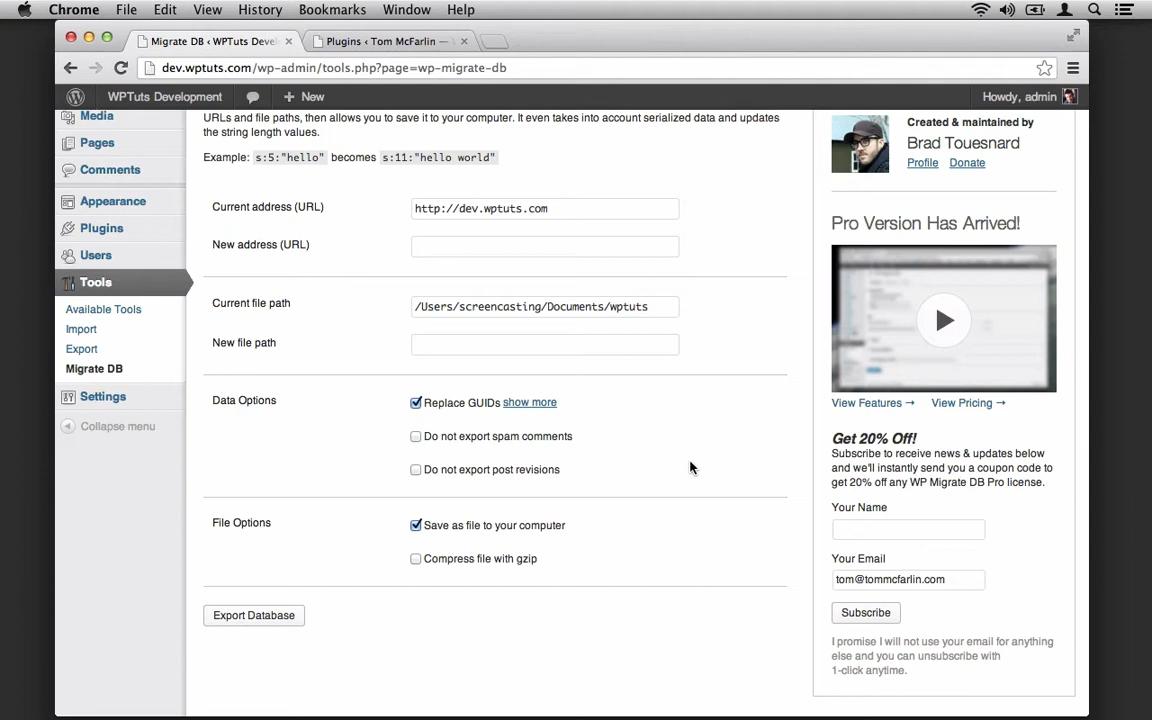 Chrome File Edit View History Bookmarks Window Help
Migrate DB ‹ WPTuts Deve
Plugins ‹ Tom McFarlin —
dev.wptuts.com/wp-admin/tools.php?page=wp-migrate-db
WPTuts Development
New
Howdy, admin
Media
Pages
Comments
Appearance
Plugins
Users
Tools
Available Tools
Import
Export
Migrate DB
Settings
Collapse menu
URLs and file paths, then allows you to save it to your computer. It even takes into account serialized data and updates
the string length values.
Example: s:5:"hello" becomes s:11:"hello world"
Current address (URL)
http://dev.wptuts.com
New address (URL)
Current file path
/Users/screencasting/Documents/wptuts
New file path
Data Options
Replace GUIDs show more
Do not export spam comments
Do not export post revisions
File Options
Save as file to your computer
Compress file with gzip
Export Database
Created & maintained by
Brad Touesnard
Profile Donate
Pro Version Has Arrived!
View Features → View Pricing →
Get 20% Off!
Subscribe to receive news & updates below
and we'll instantly send you a coupon code to
get 20% off any WP Migrate DB Pro license.
Your Name
Your Email
tom@tommcfarlin.com
Subscribe
I promise I will not use your email for anything
else and you can unsubscribe with
1-click anytime.